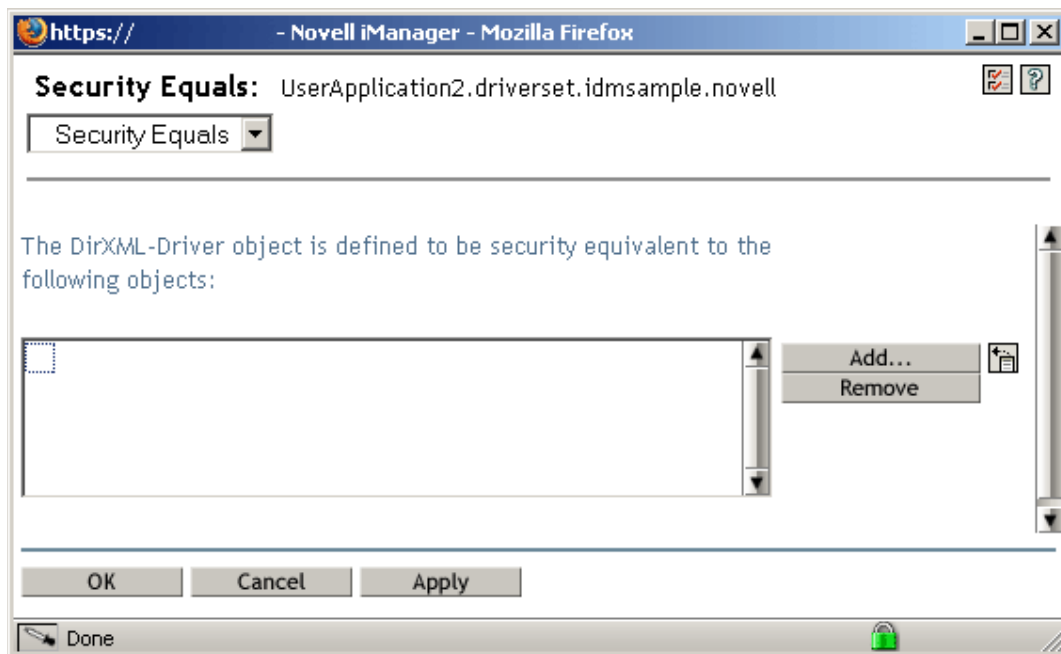 https:// - Novell iManager - Mozilla Firefox
Security Equals: UserApplication2.driverset.idmsample.novell
Security Equals
The DirXML-Driver object is defined to be security equivalent to the
following objects:
Add...
Remove
OK Cancel Apply
Done